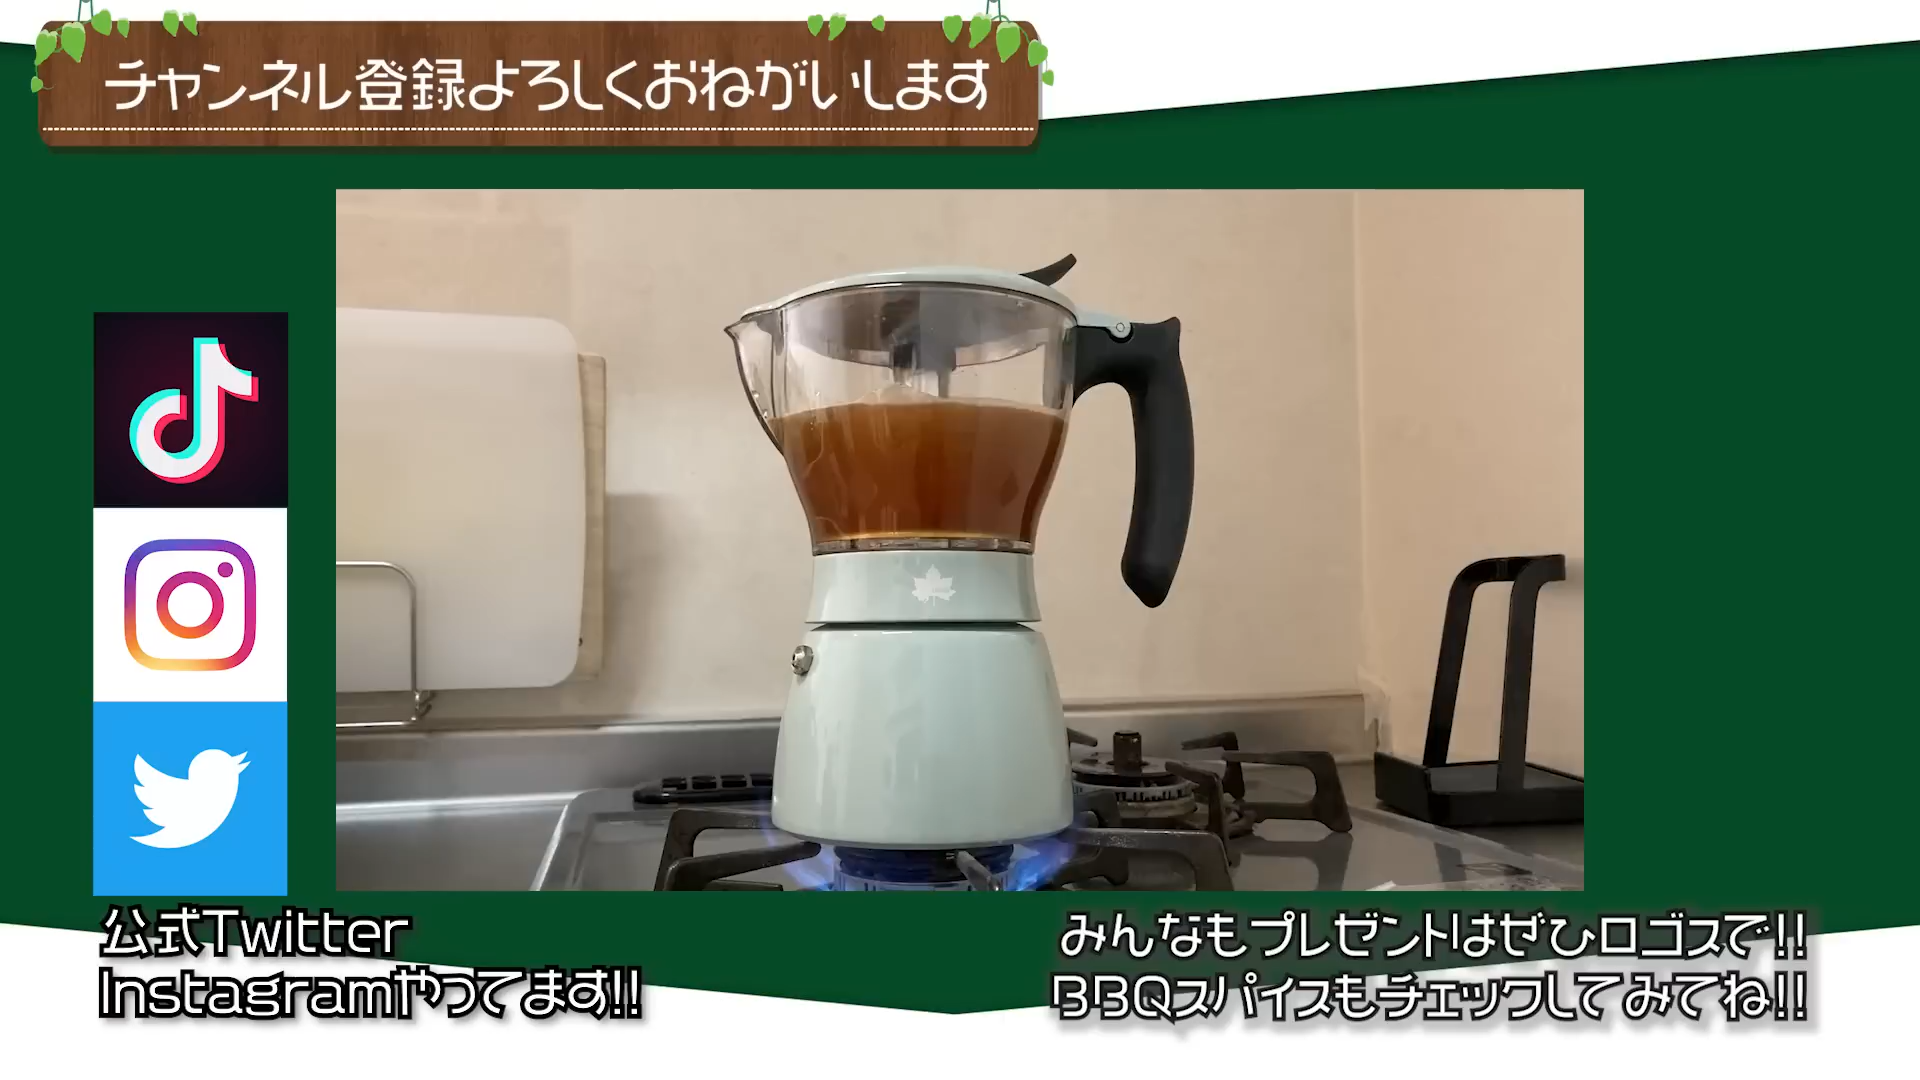 チャンネル登録よろしくおねがいします
公式Twitter
Instagramやってます!!
みんなもプレゼントはぜひロゴスで!!
BBQスパイスもチェックしてみてね!!